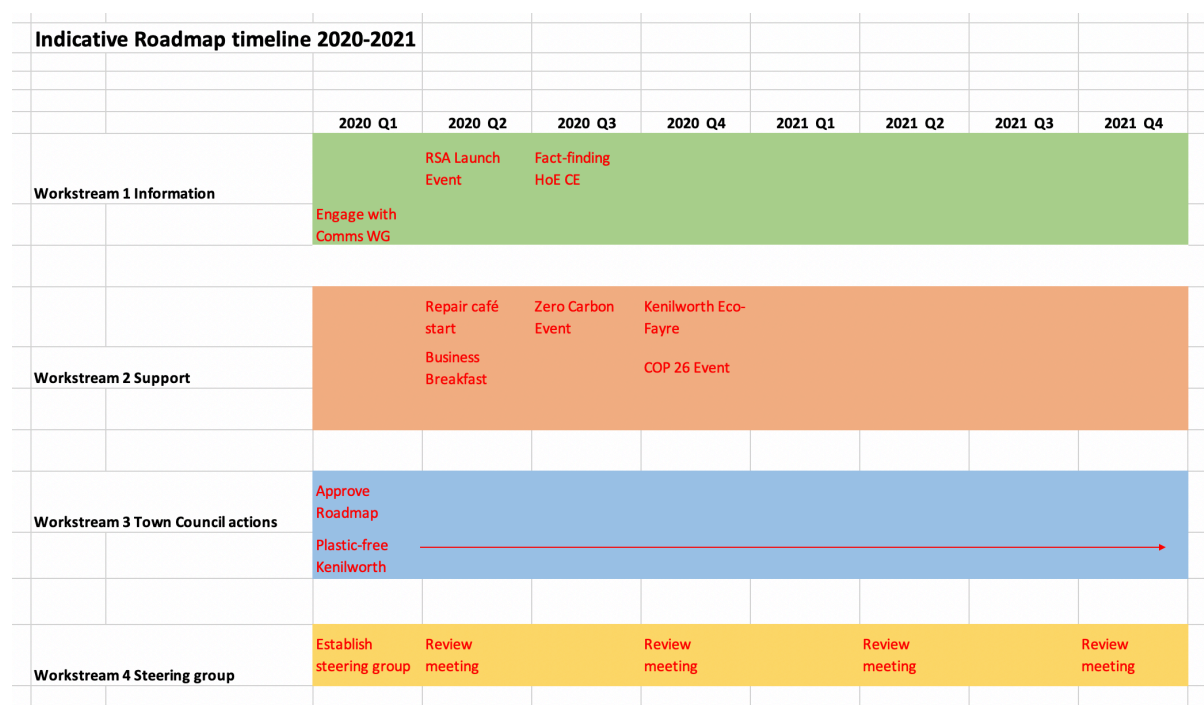 Indicative Roadmap timeline 2020-2021
2020 Q1 2020 Q2 2020 Q3 2020 Q4 2021 Q1 2021 Q2 2021 Q3 2021 Q4
Workstream 1 Information
RSA Launch
Event
Fact-finding
HoE CE
Engage with
Comms WG
Workstream 2 Support
Repair café
start
Zero Carbon
Event
Kenilworth Eco-
Fayre
Business
Breakfast
COP 26 Event
Workstream 3 Town Council actions
Approve
Roadmap
Plastic-free
Kenilworth
Workstream 4 Steering group
Establish
steering group
Review
meeting
Review
meeting
Review
meeting
Review
meeting